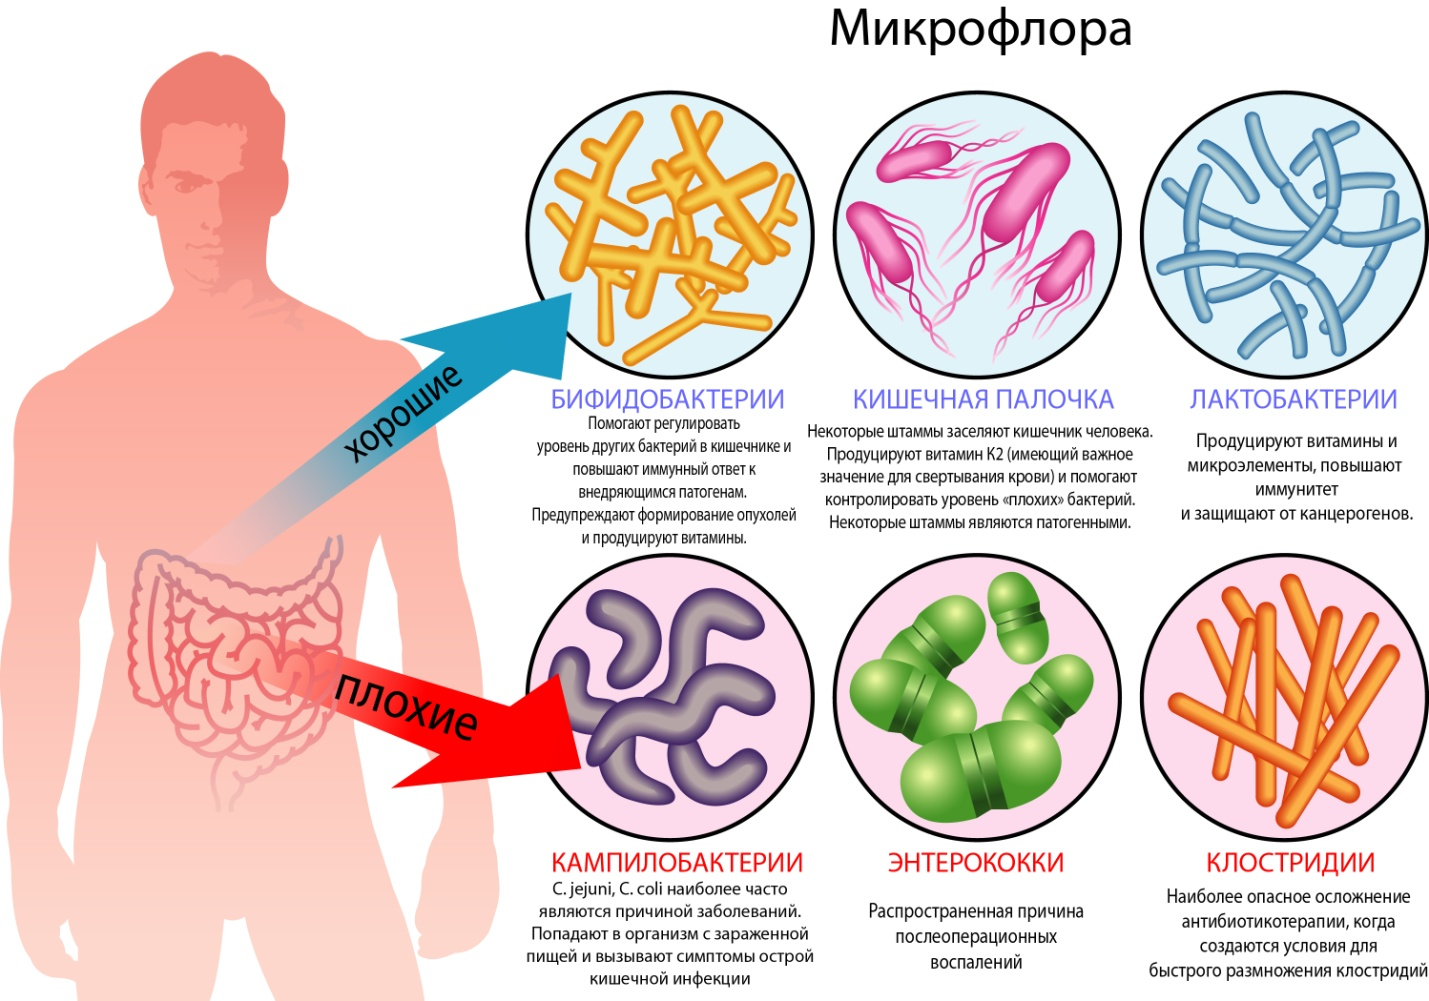 Микрофлора
хорошие
БИФИДОБАКТЕРИИ
Помогают регулировать
уровень других бактерий в кишечнике и
повышают иммунный ответ к
внедряющимся патогенам.
Предупреждают формирование опухолей
и продуцируют витамины.
КИШЕЧНАЯ ПАЛОЧКА
Некоторые штаммы заселяют кишечник человека.
Продуцируют витамин К2 (имеющий важное
значение для свертывания крови) и помогают
контролировать уровень «плохих» бактерий.
Некоторые штаммы являются патогенными.
ЛАКТОБАКТЕРИИ
Продуцируют витамины и
микроэлементы, повышают
иммунитет
и защищают от канцерогенов.
плохие
КАМПИЛОБАКТЕРИИ
C. jejuni, C. coli наиболее часто
являются причиной заболеваний.
Попадают в организм с зараженной
пищей и вызывают симптомы острой
кишечной инфекции
ЭНТЕРОКОККИ
Распространенная причина
послеоперационных
воспалений
КЛОСТРИДИИ
Наиболее опасное осложнение
антибиотикотерапии, когда
создаются условия для
быстрого размножения клостридий